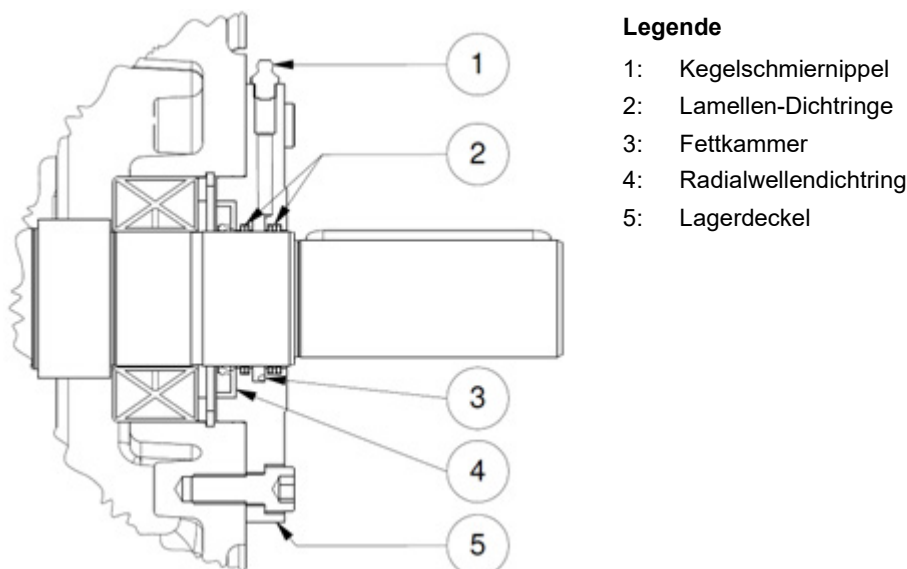 1
2
3
4
5
Legende
1: Kegelschmiernippel
2: Lamellen-Dichtringe
3: Fettkammer
4: Radialwellendichtring
5: Lagerdeckel